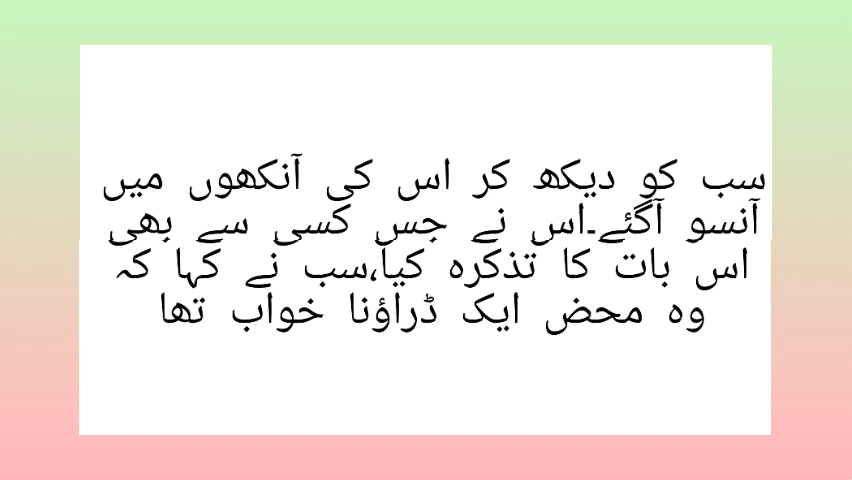 سب کو دیکھ کر اس کی آنکھوں میں
آنسو آگئے۔اس نے جس کسی سے بھی
اس بات کا تذکرہ کیا،سب نے کہا کہ
وہ محض ایک ڈراؤنا خواب تھا